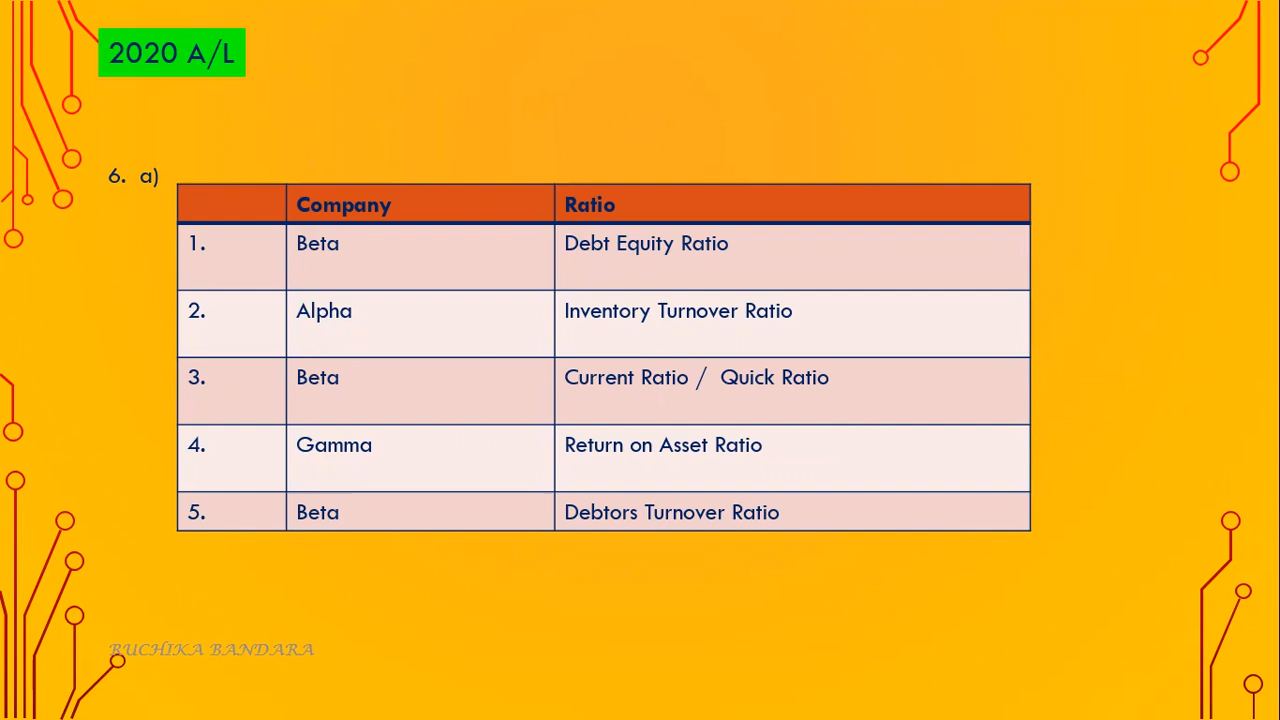 2020 A/L
6. a)
Company Ratio
1. Beta Debt Equity Ratio
2. Alpha Inventory Turnover Ratio
3. Beta Current Ratio / Quick Ratio
4. Gamma Return on Asset Ratio
5. Beta Debtors Turnover Ratio
RUCHIKA BANDARA